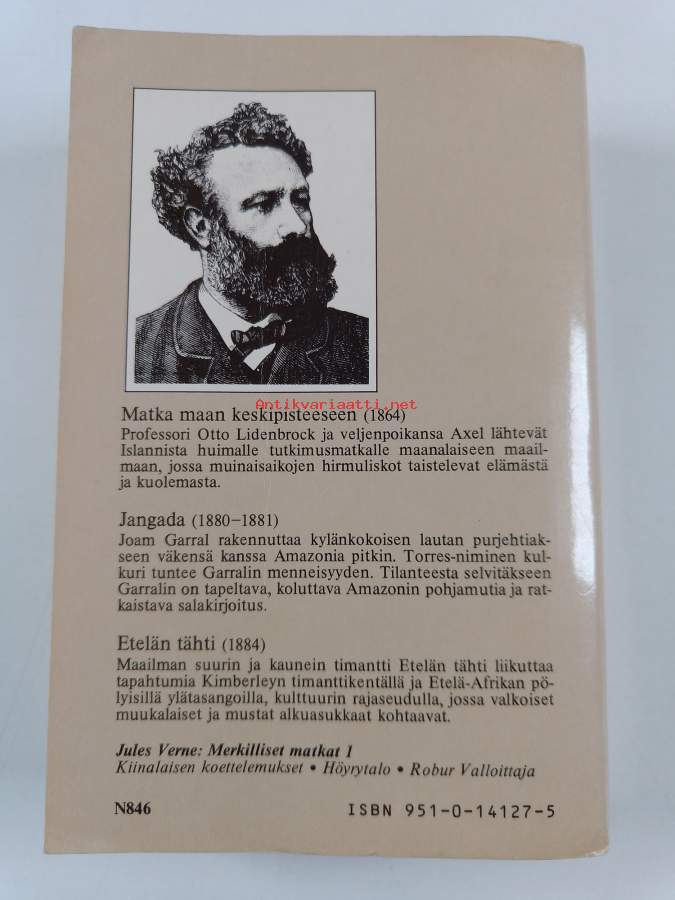 Antikvariaatti.net
Matka maan keskipisteeseen (1864)
Professori Otto Lidenbrock ja veljenpoikansa Axel lähtevät
Islannista huimalle tutkimusmatkalle maanalaiseen maail-
maan, jossa muinaisaikojen hirmuliskot taistelevat elämästä
ja kuolemasta.
Jangada (1880–1881)
Joam Garral rakennuttaa kylänkokoisen lautan purjehtiak-
seen väkensä kanssa Amazonia pitkin. Torres-niminen kul-
kuri tuntee Garralin menneisyyden. Tilanteesta selvitäkseen
Garralin on tapeltava, koluttava Amazonin pohjamutia ja rat-
kaistava salakirjoitus.
Etelän tähti (1884)
Maailman suurin ja kaunein timantti Etelän tähti liikuttaa
tapahtumia Kimberleyn timanttikentällä ja Etelä-Afrikan pö-
lyisillä ylätasangoilla, kulttuurin rajaseudulla, jossa valkoiset
muukalaiset ja mustat alkuasukkaat kohtaavat.
Jules Verne: Merkilliset matkat 1
Kiinalaisen koettelemukset • Höyrytalo • Robur Valloittaja
N846
ISBN 951-0-14127-5